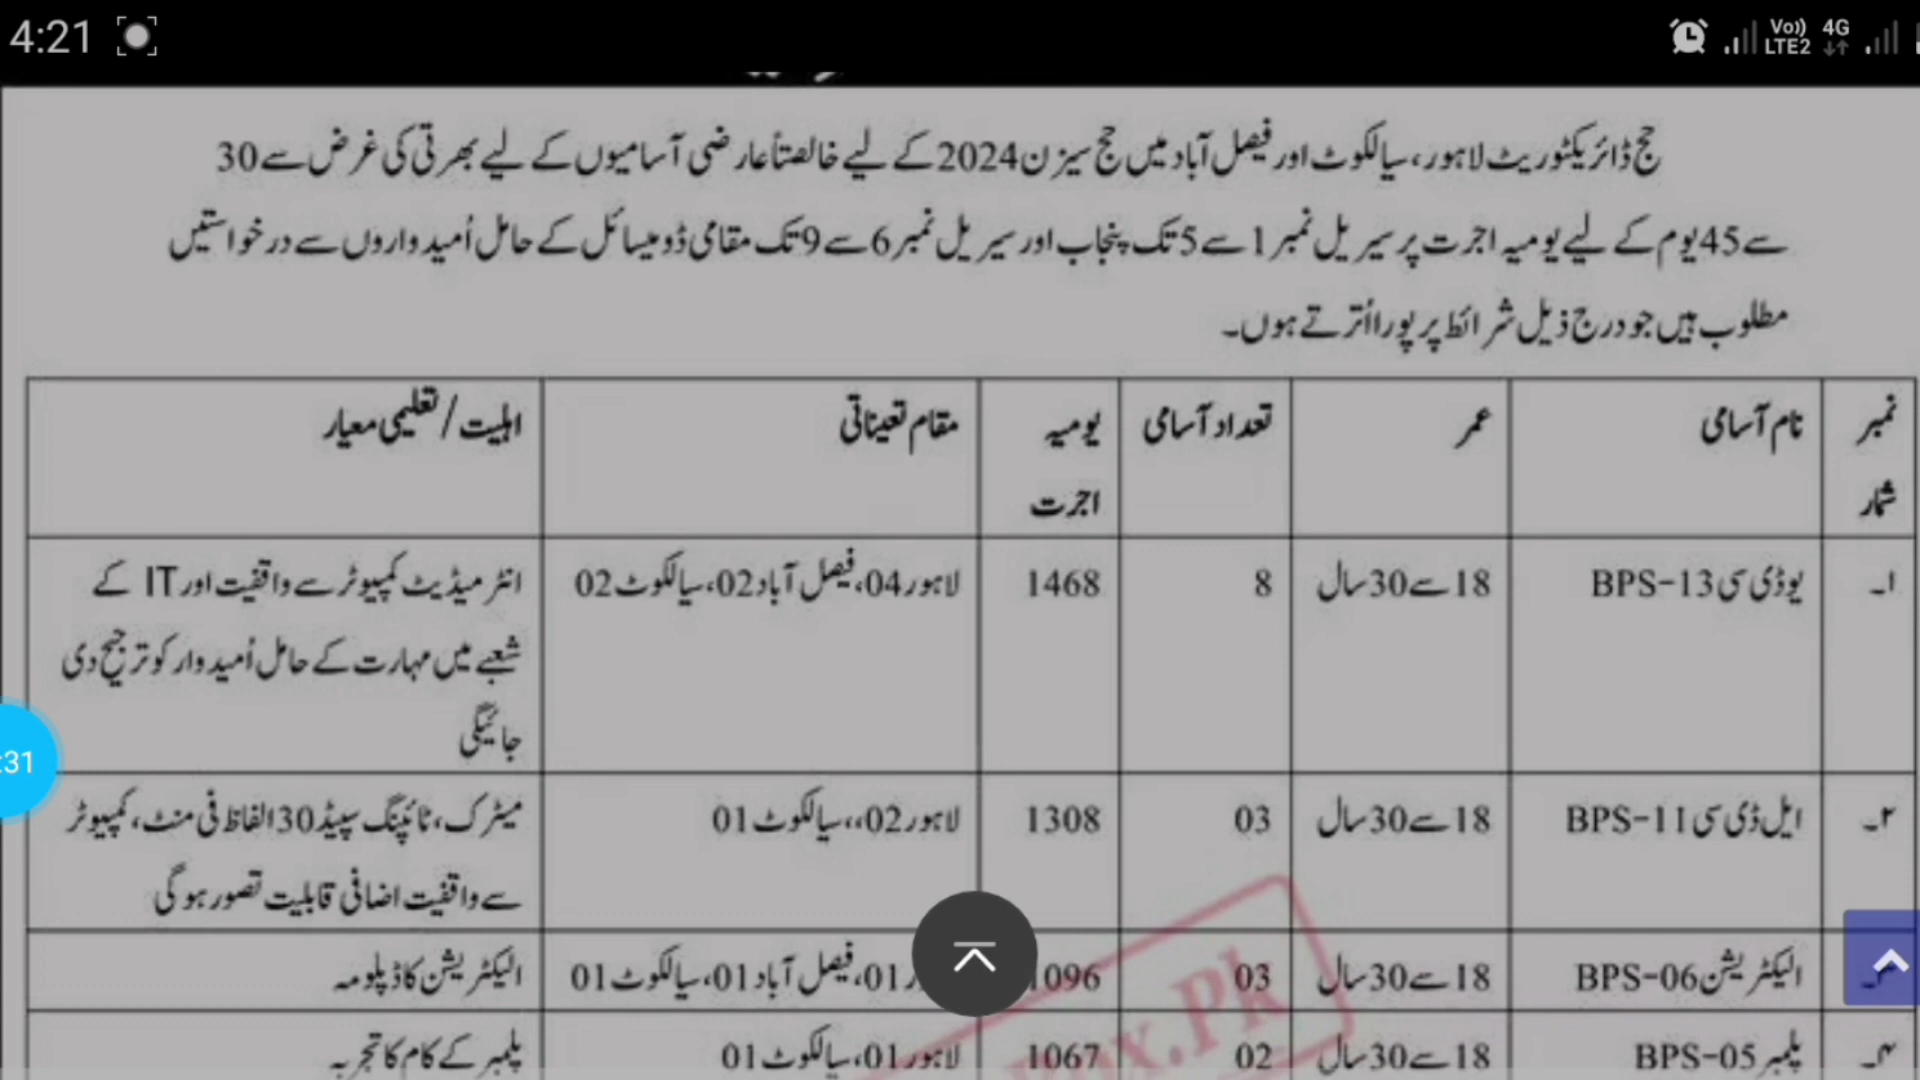 4:21
Vo)) LTE2 4G
حج ڈائریکٹوریٹ لاہور، سیالکوٹ اور فیصل آباد میں حج سیزن 2024 کے لیے خالصتاً عارضی آسامیوں کے لیے بھرتی کی غرض سے 30
سے 45 یوم کے لیے یومیہ اجرت پر سیریل نمبر 1 سے 5 تک پنجاب اور سیریل نمبر 6 سے 9 تک مقامی ڈومیسائل کے حامل اُمیدواروں سے درخواستیں
مطلوب ہیں جو درج ذیل شرائط پر پورا اُترتے ہوں۔
نمبر شمار نام آسامی عمر تعداد آسامی یومیہ اجرت مقام تعیناتی اہلیت / تعلیمی معیار
۱۔ یو ڈی سی BPS-13 18 سے 30 سال 8 1468 لاہور 04، فیصل آباد 02، سیالکوٹ 02 انٹرمیڈیٹ کمپیوٹر سے واقفیت اور IT کے
شعبے میں مہارت کے حامل اُمیدوار کو ترجیح دی
جائیگی
:31
۲۔ ایل ڈی سی BPS-11 18 سے 30 سال 03 1308 لاہور 02،، سیالکوٹ 01 میٹرک، ٹائپنگ سپیڈ 30 الفاظ فی منٹ، کمپیوٹر
سے واقفیت اضافی قابلیت تصور ہوگی
الیکٹریشن BPS-06 18 سے 30 سال 03 1096 01، فیصل آباد 01، سیالکوٹ 01 الیکٹریشن کا ڈپلومہ
۴۔ پلمبر BPS-05 18 سے 30 سال 02 1067 لاہور 01، سیالکوٹ 01 پلمبر کے کام کا تجربہ
.Pk